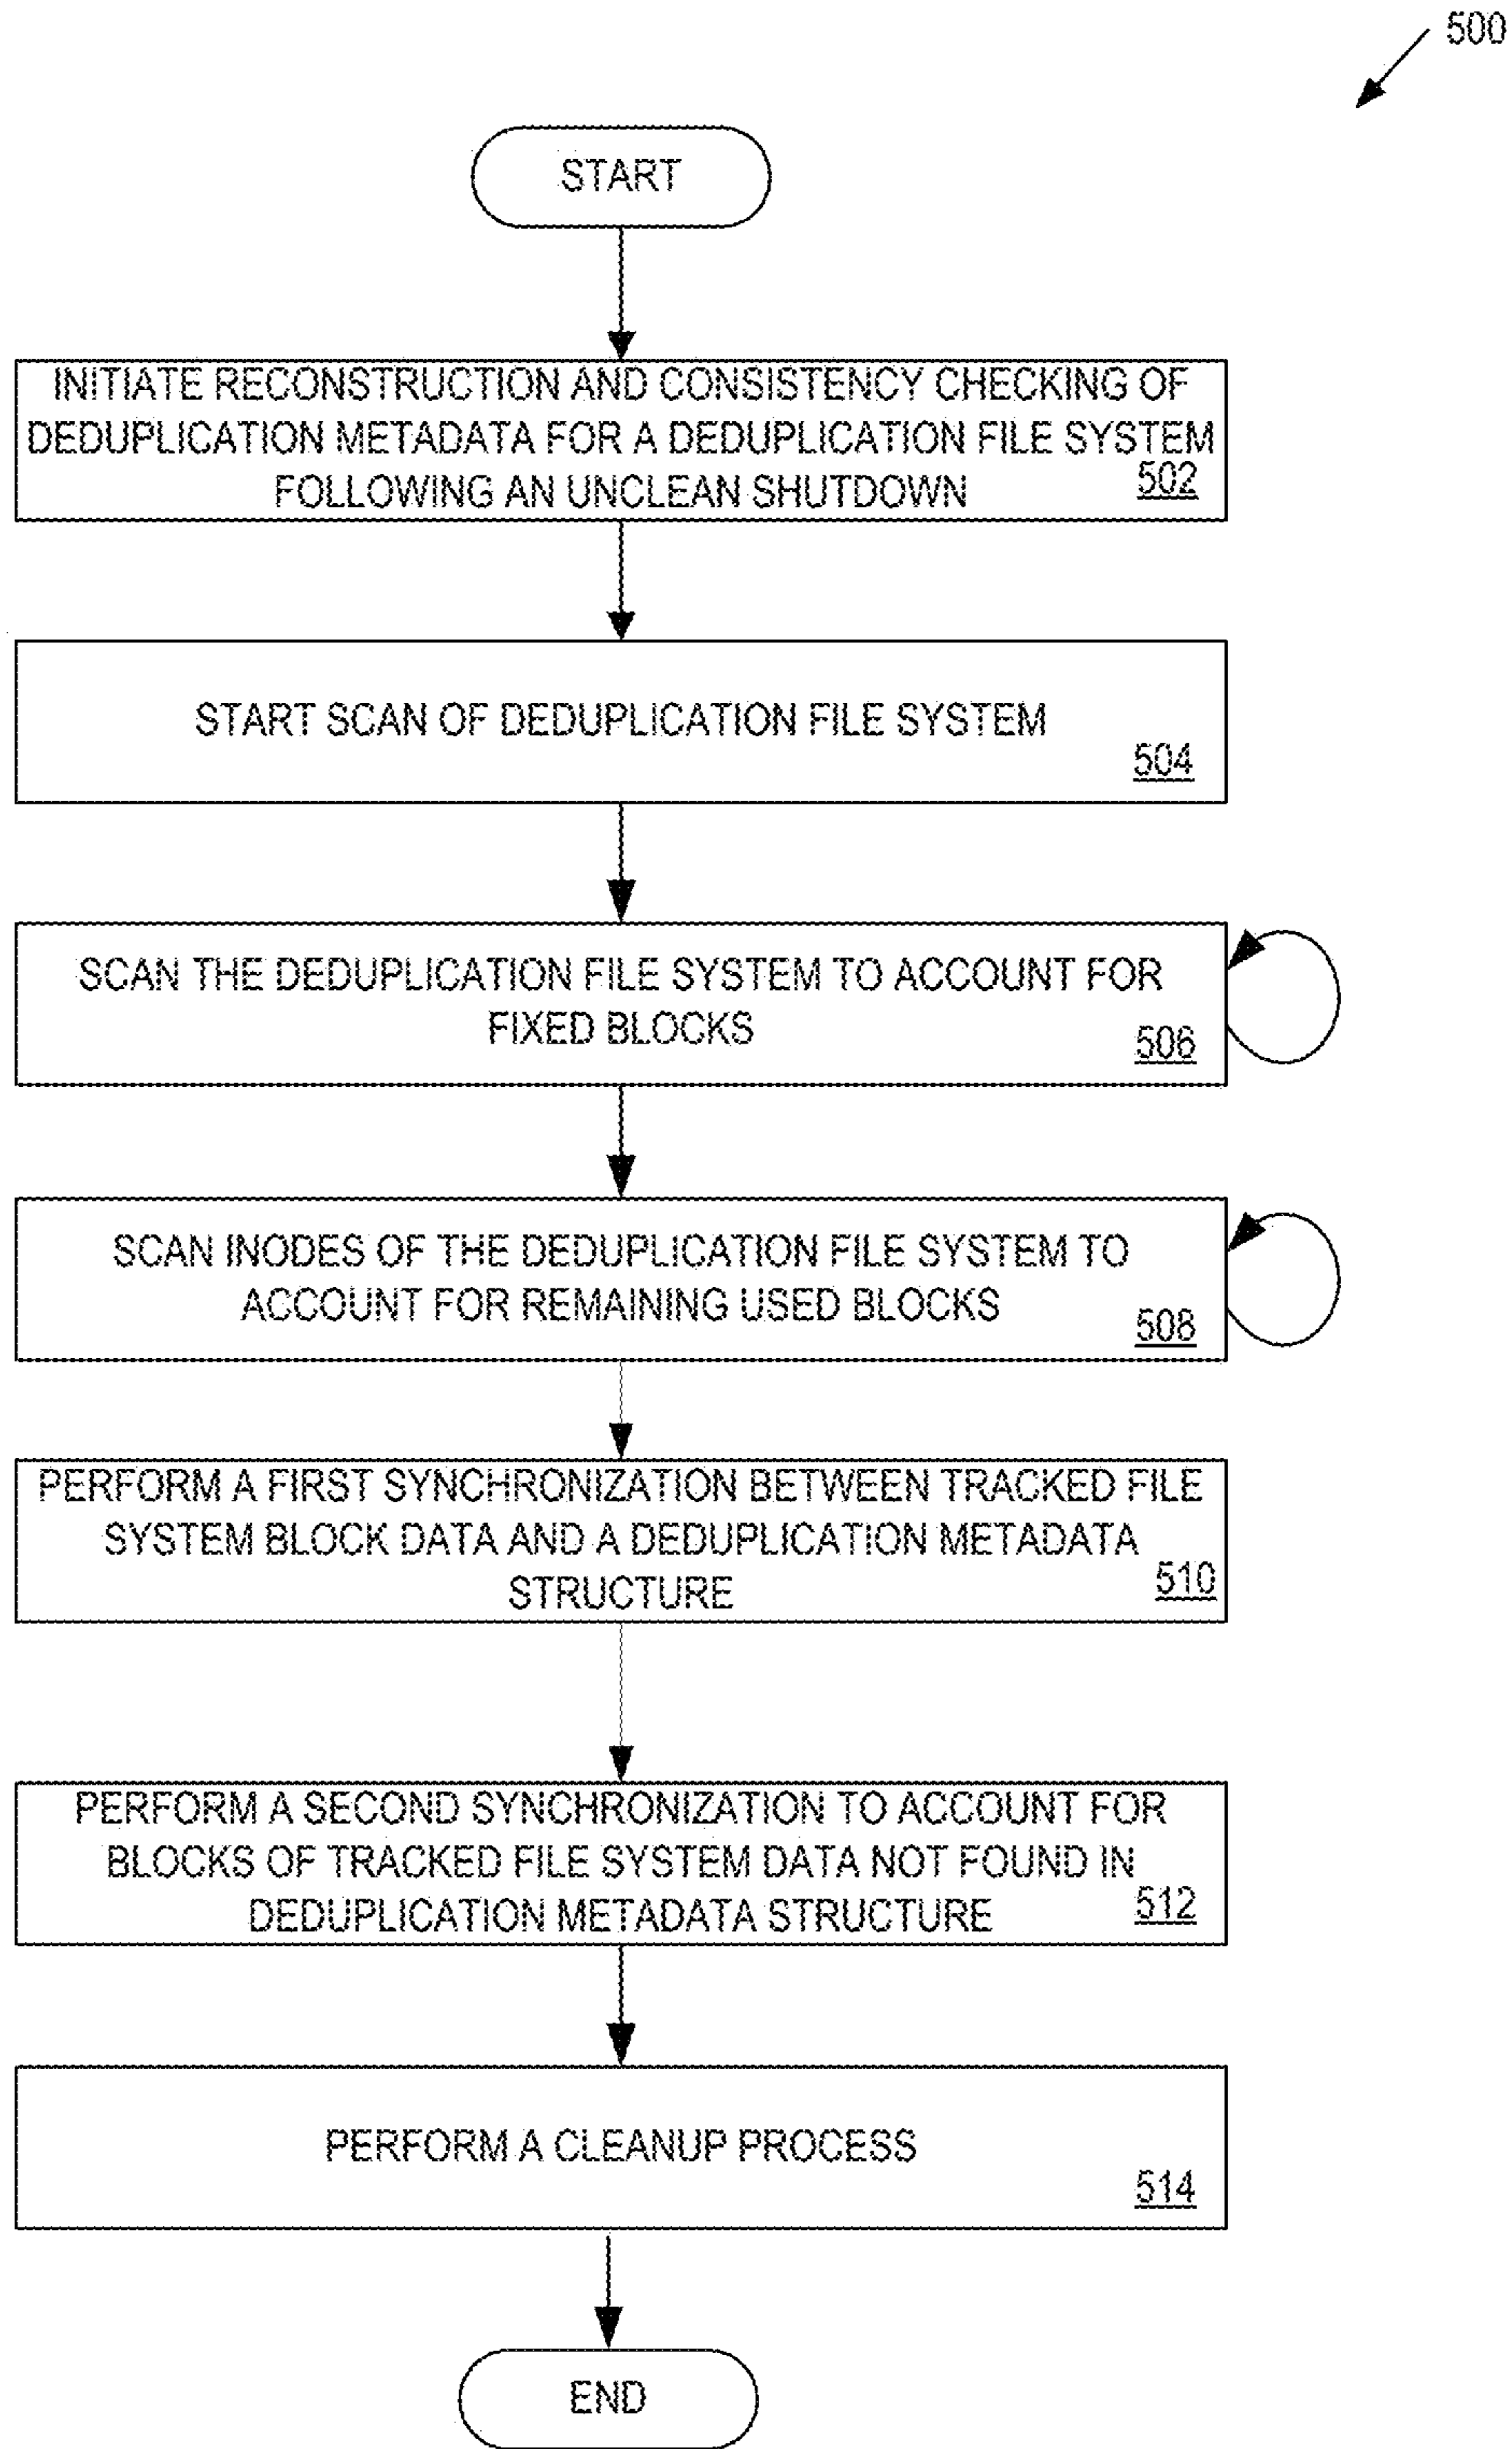 500
START
INITIATE RECONSTRUCTION AND CONSISTENCY CHECKING OF
DEDUPLICATION METADATA FOR A DEDUPLICATION FILE SYSTEM
FOLLOWING AN UNCLEAN SHUTDOWN
502
START SCAN OF DEDUPLICATION FILE SYSTEM
504
SCAN THE DEDUPLICATION FILE SYSTEM TO ACCOUNT FOR
FIXED BLOCKS
506
SCAN INODES OF THE DEDUPLICATION FILE SYSTEM TO
ACCOUNT FOR REMAINING USED BLOCKS
508
PERFORM A FIRST SYNCHRONIZATION BETWEEN TRACKED FILE
SYSTEM BLOCK DATA AND A DEDUPLICATION METADATA
STRUCTURE
510
PERFORM A SECOND SYNCHRONIZATION TO ACCOUNT FOR
BLOCKS OF TRACKED FILE SYSTEM DATA NOT FOUND IN
DEDUPLICATION METADATA STRUCTURE
512
PERFORM A CLEANUP PROCESS
514
END